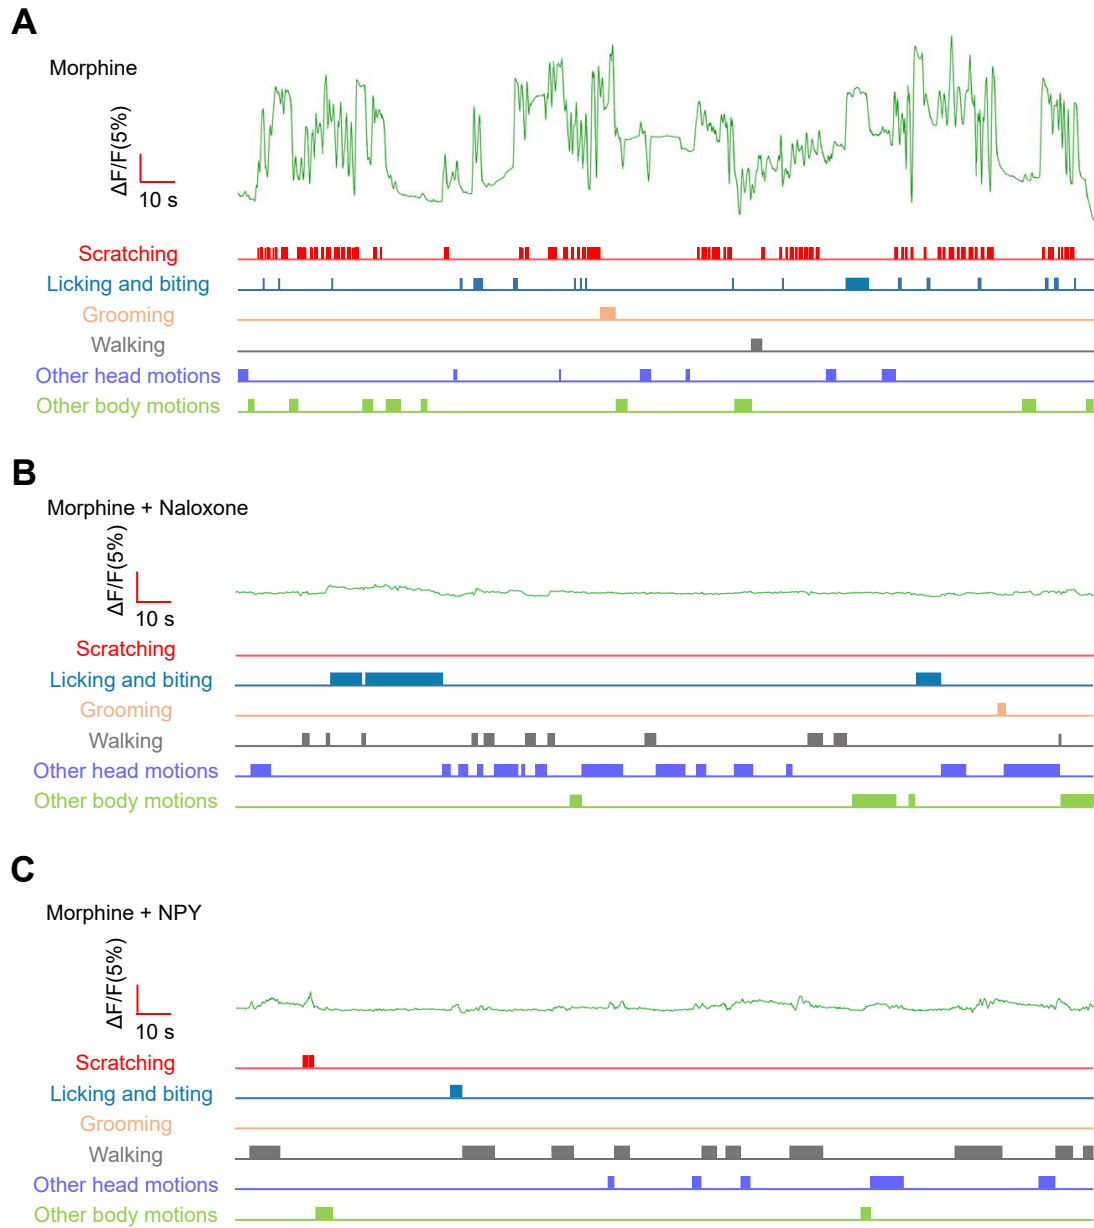 A
Morphine
ΔF/F(5%)
10 s
Scratching
Licking and biting
Grooming
Walking
Other head motions
Other body motions
B
Morphine + Naloxone
ΔF/F(5%)
10 s
Scratching
Licking and biting
Grooming
Walking
Other head motions
Other body motions
C
Morphine + NPY
ΔF/F(5%)
10 s
Scratching
Licking and biting
Grooming
Walking
Other head motions
Other body motions